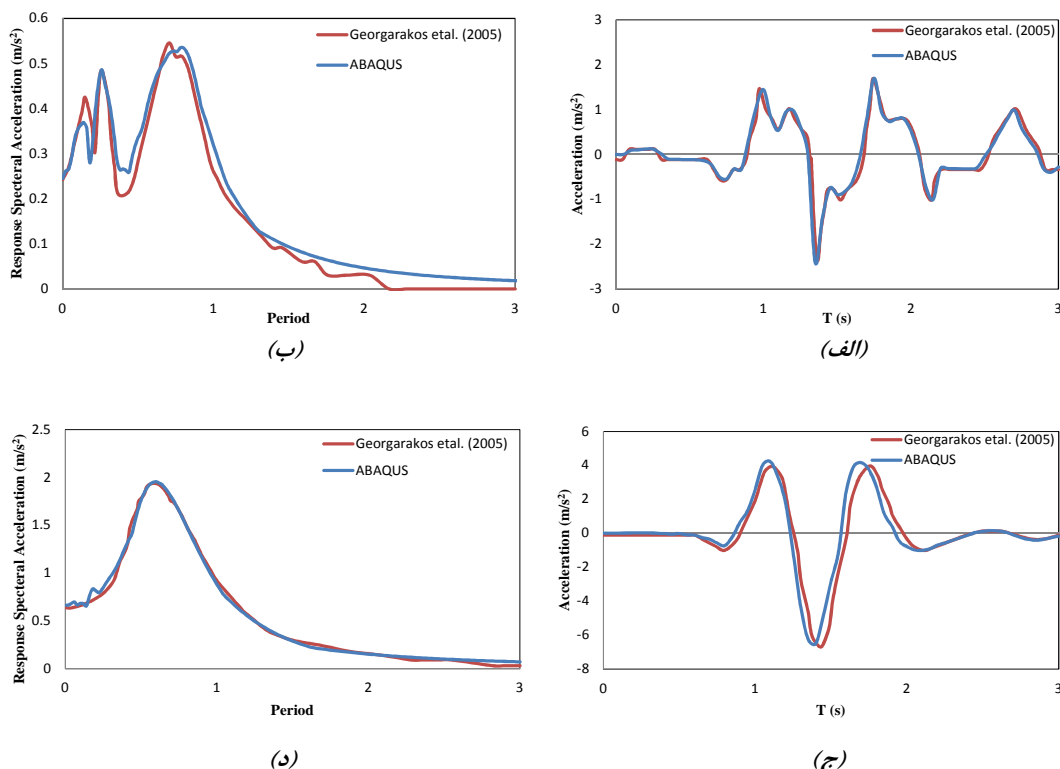 0.6
0.5
0.4
0.3
0.2
0.1
0
Response Specteral Acceleration (m/s²)
Georgarakos etal. (2005)
ABAQUS
0 1 2 3
Period
(ب)
3
2
1
0
-1
-2
-3
Acceleration (m/s²)
Georgarakos etal. (2005)
ABAQUS
0 1 2 3
T (s)
(الف)
2.5
2
1.5
1
0.5
0
Response Specteral Acceleration (m/s²)
Georgarakos etal. (2005)
ABAQUS
0 1 2 3
Period
(د)
6
4
2
0
-2
-4
-6
-8
Acceleration (m/s²)
Georgarakos etal. (2005)
ABAQUS
0 1 2 3
T (s)
(ج)